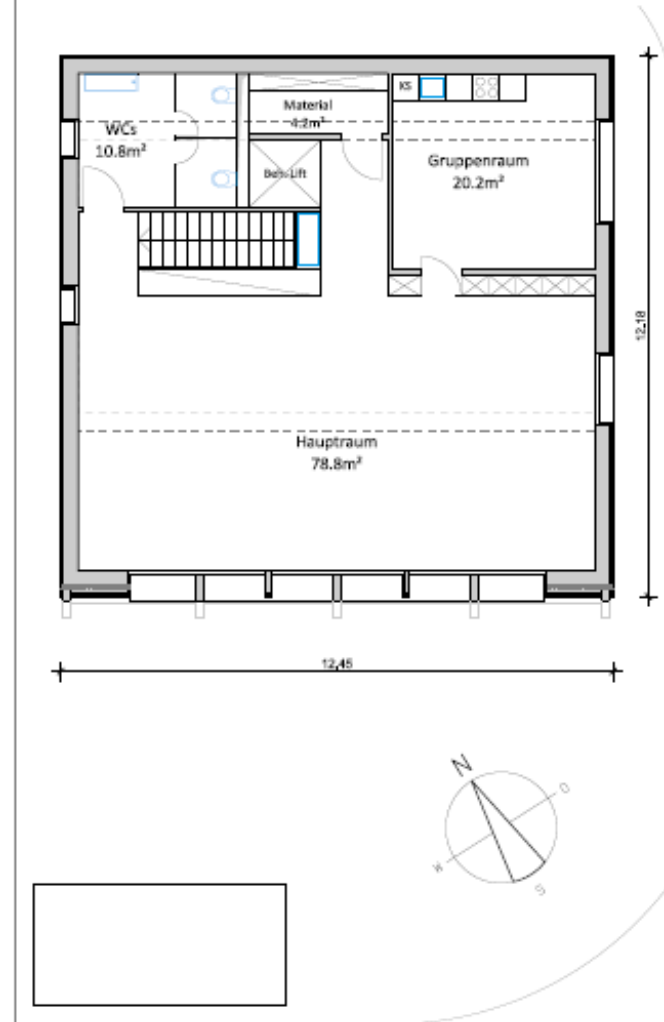 KS
Material
4.2m²
WCs
10.8m²
Beh.Lift
Gruppenraum
20.2m²
12,18
Hauptraum
78.8m²
12,45
N
O
W
S